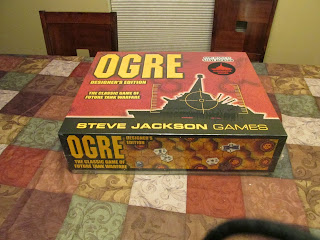 OGRE
DESIGNER'S EDITION
THE CLASSIC GAME OF
FUTURE TANK WARFARE
STEVE JACKSON GAMES
OGRE
DESIGNER'S
EDITION
THE CLASSIC GAME OF
FUTURE TANK WARFARE